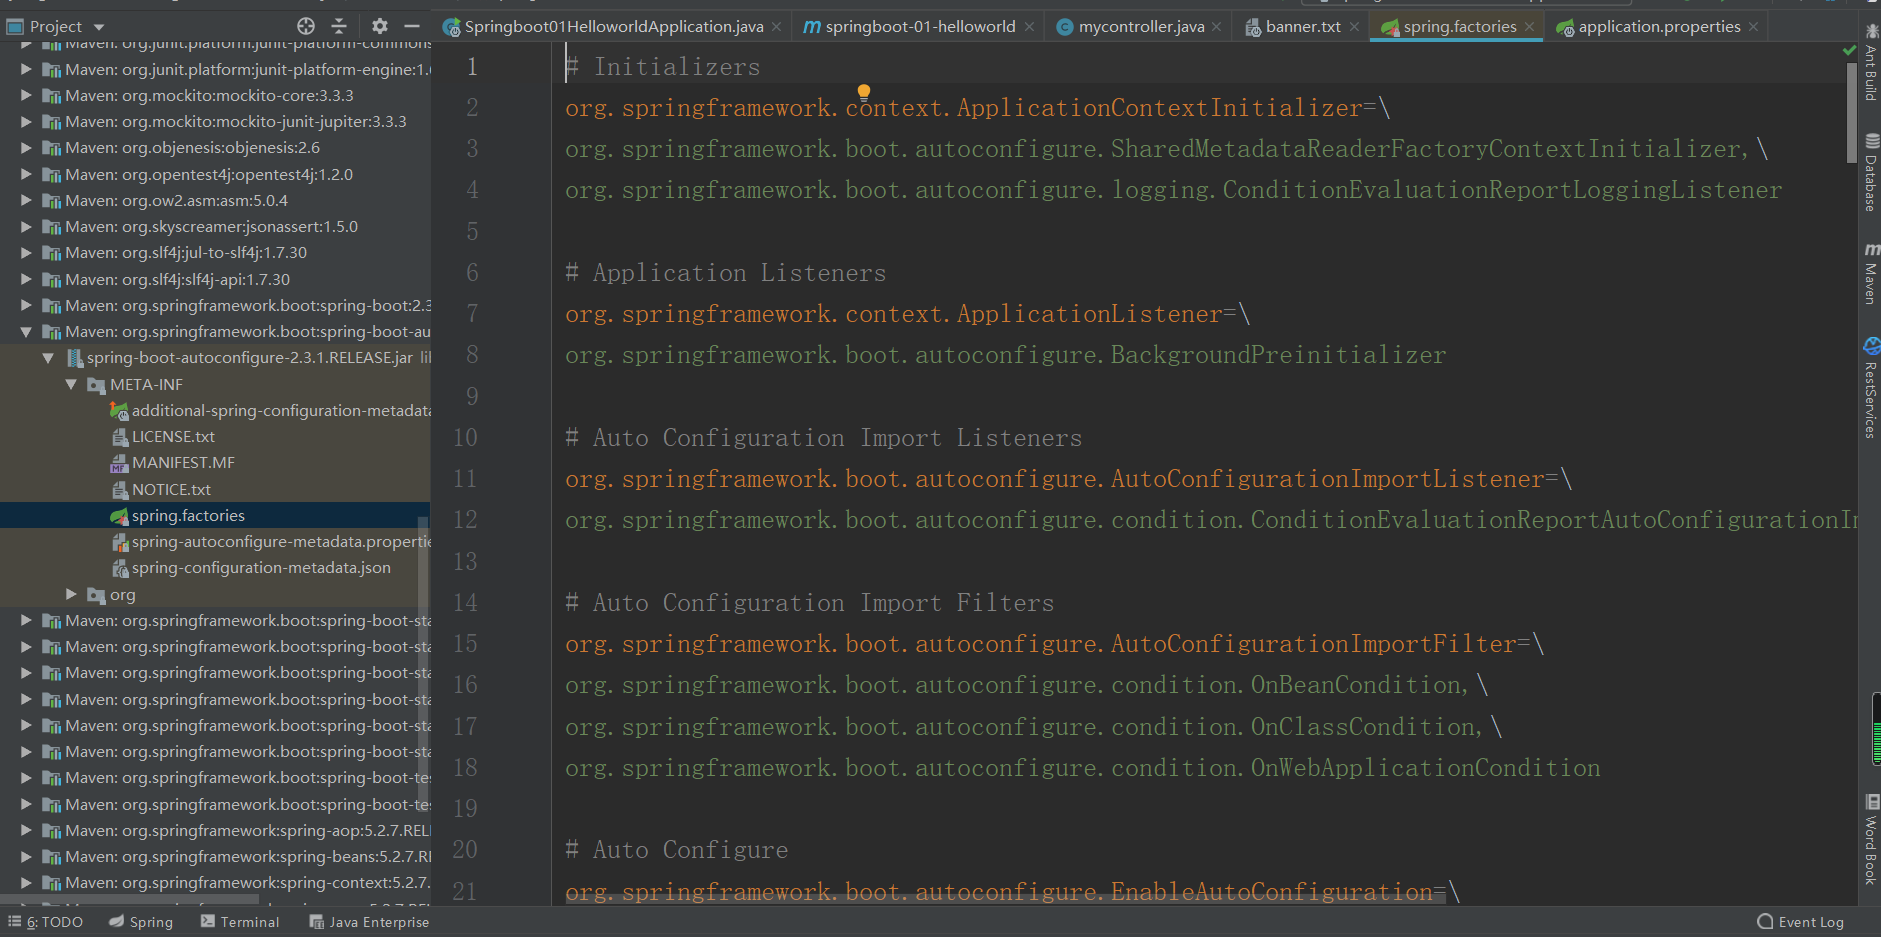 Project
Springboot01HelloworldApplication.java
springboot-01-helloworld
mycontroller.java
banner.txt
spring.factories
application.properties
Maven: org.junit.platform:junit-platform-commons
Maven: org.junit.platform:junit-platform-engine:1.
Maven: org.mockito:mockito-core:3.3.3
Maven: org.mockito:mockito-junit-jupiter:3.3.3
Maven: org.objenesis:objenesis:2.6
Maven: org.opentest4j:opentest4j:1.2.0
Maven: org.ow2.asm:asm:5.0.4
Maven: org.skyscreamer:jsonassert:1.5.0
Maven: org.slf4j:jul-to-slf4j:1.7.30
Maven: org.slf4j:slf4j-api:1.7.30
Maven: org.springframework.boot:spring-boot:2.3
Maven: org.springframework.boot:spring-boot-au
spring-boot-autoconfigure-2.3.1.RELEASE.jar li
META-INF
additional-spring-configuration-metadata
LICENSE.txt
MANIFEST.MF
NOTICE.txt
spring.factories
spring-autoconfigure-metadata.propertie
spring-configuration-metadata.json
org
Maven: org.springframework.boot:spring-boot-sta
Maven: org.springframework.boot:spring-boot-sta
Maven: org.springframework.boot:spring-boot-sta
Maven: org.springframework.boot:spring-boot-sta
Maven: org.springframework.boot:spring-boot-sta
Maven: org.springframework.boot:spring-boot-sta
Maven: org.springframework.boot:spring-boot-te
Maven: org.springframework.boot:spring-boot-te
Maven: org.springframework:spring-aop:5.2.7.REL
Maven: org.springframework:spring-beans:5.2.7.R
Maven: org.springframework:spring-context:5.2.7.
1 # Initializers
2 org.springframework.context.ApplicationContextInitializer=\
3 org.springframework.boot.autoconfigure.SharedMetadataReaderFactoryContextInitializer,\
4 org.springframework.boot.autoconfigure.logging.ConditionEvaluationReportLoggingListener
5
6 # Application Listeners
7 org.springframework.context.ApplicationListener=\
8 org.springframework.boot.autoconfigure.BackgroundPreinitializer
9
10 # Auto Configuration Import Listeners
11 org.springframework.boot.autoconfigure.AutoConfigurationImportListener=\
12 org.springframework.boot.autoconfigure.condition.ConditionEvaluationReportAutoConfigurationI
13
14 # Auto Configuration Import Filters
15 org.springframework.boot.autoconfigure.AutoConfigurationImportFilter=\
16 org.springframework.boot.autoconfigure.condition.OnBeanCondition,\
17 org.springframework.boot.autoconfigure.condition.OnClassCondition,\
18 org.springframework.boot.autoconfigure.condition.OnWebApplicationCondition
19
20 # Auto Configure
21 org.springframework.boot.autoconfigure.EnableAutoConfiguration=\
Ant Build
Database
Maven
RestServices
Word Book
6: TODO
Spring
Terminal
Java Enterprise
Event Log